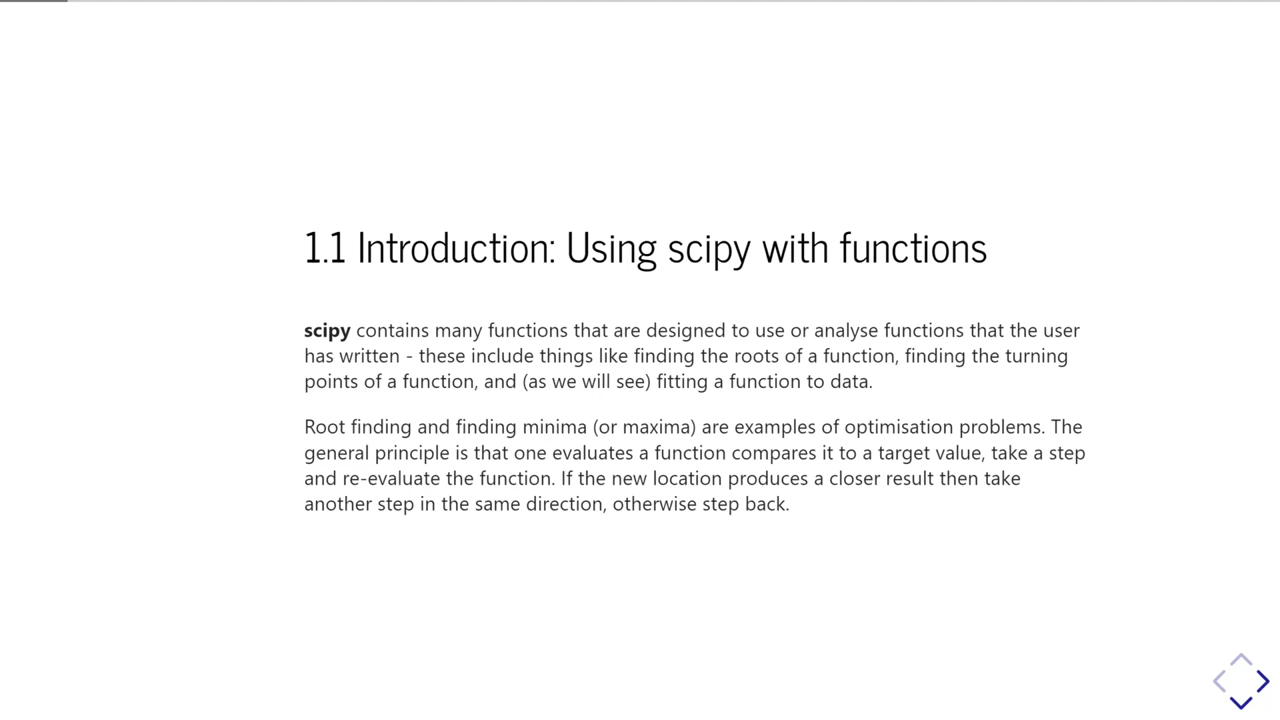 1.1 Introduction: Using scipy with functions
scipy contains many functions that are designed to use or analyse functions that the user
has written - these include things like finding the roots of a function, finding the turning
points of a function, and (as we will see) fitting a function to data.
Root finding and finding minima (or maxima) are examples of optimisation problems. The
general principle is that one evaluates a function compares it to a target value, take a step
and re-evaluate the function. If the new location produces a closer result then take
another step in the same direction, otherwise step back.